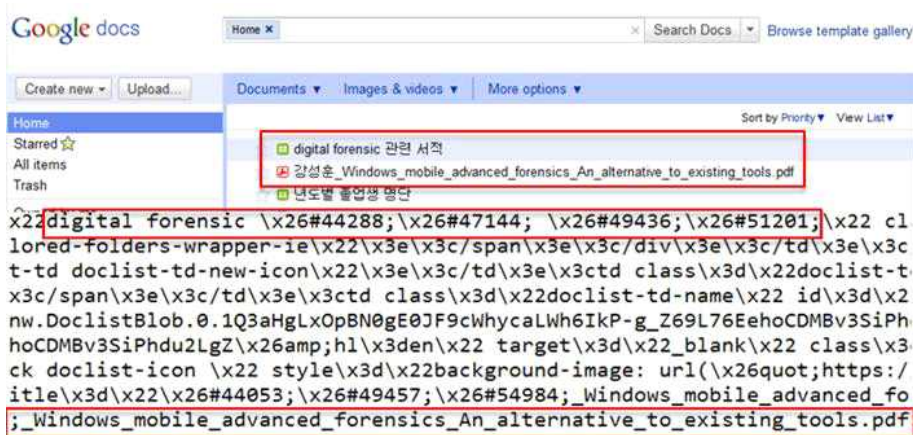 Google docs
Home × × Search Docs ▼ Browse template gallery
Create new ▾ Upload... Documents ▼ Images & videos ▼ More options ▼
Home Sort by Priority▼ View List▼
Starred
All items
Trash
digital forensic 관련 서적
강성훈_Windows_mobile_advanced_forensics_An_alternative_to_existing_tools.pdf
년도별 졸업생 명단
x22digital forensic \x26#44288;\x26#47144; \x26#49436;\x26#51201;\x22 cl
lored-folders-wrapper-ie\x22\x3e\x3c/span\x3e\x3c/div\x3e\x3c/td\x3e\x3c
t-td doclist-td-new-icon\x22\x3e\x3c/td\x3e\x3ctd class\x3d\x22doclist-t
x3c/span\x3e\x3c/td\x3e\x3ctd class\x3d\x22doclist-td-name\x22 id\x3d\x2
nw.DoclistBlob.0.1Q3aHgLxOpBN0gE0JF9cWhycaLWh6IkP-g_Z69L76EehoCDMBv3SiPh
hoCDMBv3SiPhdu2LgZ\x26amp;hl\x3den\x22 target\x3d\x22_blank\x22 class\x3
ck doclist-icon \x22 style\x3d\x22background-image: url(\x26quot;https:/
itle\x3d\x22\x26#44053;\x26#49457;\x26#54984;_Windows_mobile_advanced_fo
;_Windows_mobile_advanced_forensics_An_alternative_to_existing_tools.pdf